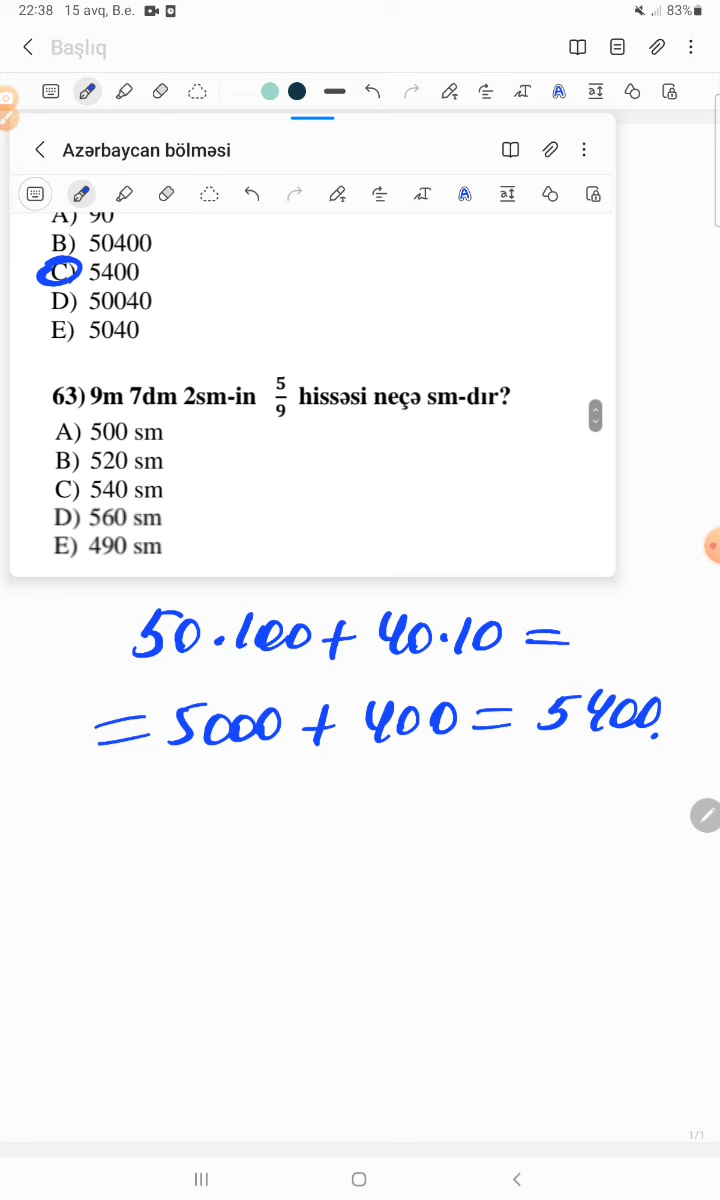 22:38 15 avq, B.e. 83%
Başlıq
Azərbaycan bölməsi
A) 90
B) 50400
C) 5400
D) 50040
E) 5040
63) 9m 7dm 2sm-in 5/9 hissəsi neçə sm-dır?
A) 500 sm
B) 520 sm
C) 540 sm
D) 560 sm
E) 490 sm
50·100 + 40·10 =
= 5000 + 400 = 5400.
1/1